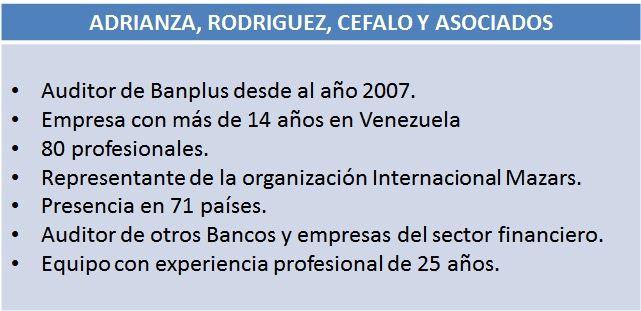 ADRIANZA, RODRIGUEZ, CEFALO Y ASOCIADOS
• Auditor de Banplus desde al año 2007.
• Empresa con más de 14 años en Venezuela
• 80 profesionales.
• Representante de la organización Internacional Mazars.
• Presencia en 71 países.
• Auditor de otros Bancos y empresas del sector financiero.
• Equipo con experiencia profesional de 25 años.